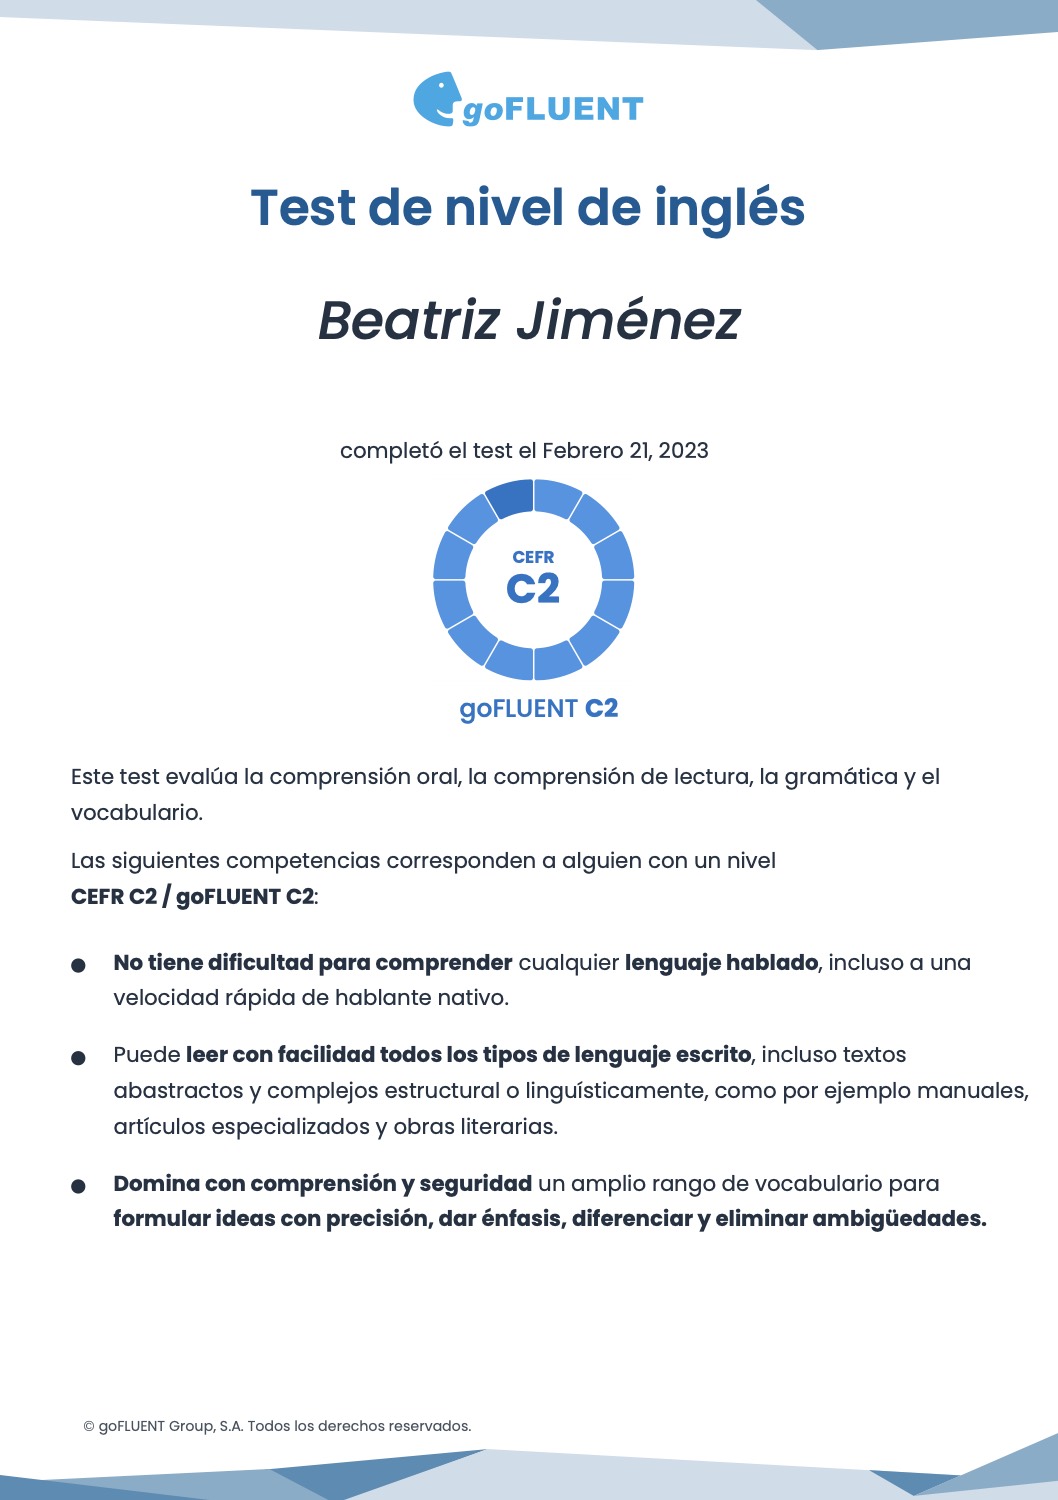 goFLUENT
Test de nivel de inglés
Beatriz Jiménez
completó el test el Febrero 21, 2023
CEFR
C2
goFLUENT C2
Este test evalúa la comprensión oral, la comprensión de lectura, la gramática y el
vocabulario.
Las siguientes competencias corresponden a alguien con un nivel
CEFR C2 / goFLUENT C2:
● No tiene dificultad para comprender cualquier lenguaje hablado, incluso a una
velocidad rápida de hablante nativo.
● Puede leer con facilidad todos los tipos de lenguaje escrito, incluso textos
abastractos y complejos estructural o linguísticamente, como por ejemplo manuales,
artículos especializados y obras literarias.
● Domina con comprensión y seguridad un amplio rango de vocabulario para
formular ideas con precisión, dar énfasis, diferenciar y eliminar ambigüedades.
© goFLUENT Group, S.A. Todos los derechos reservados.